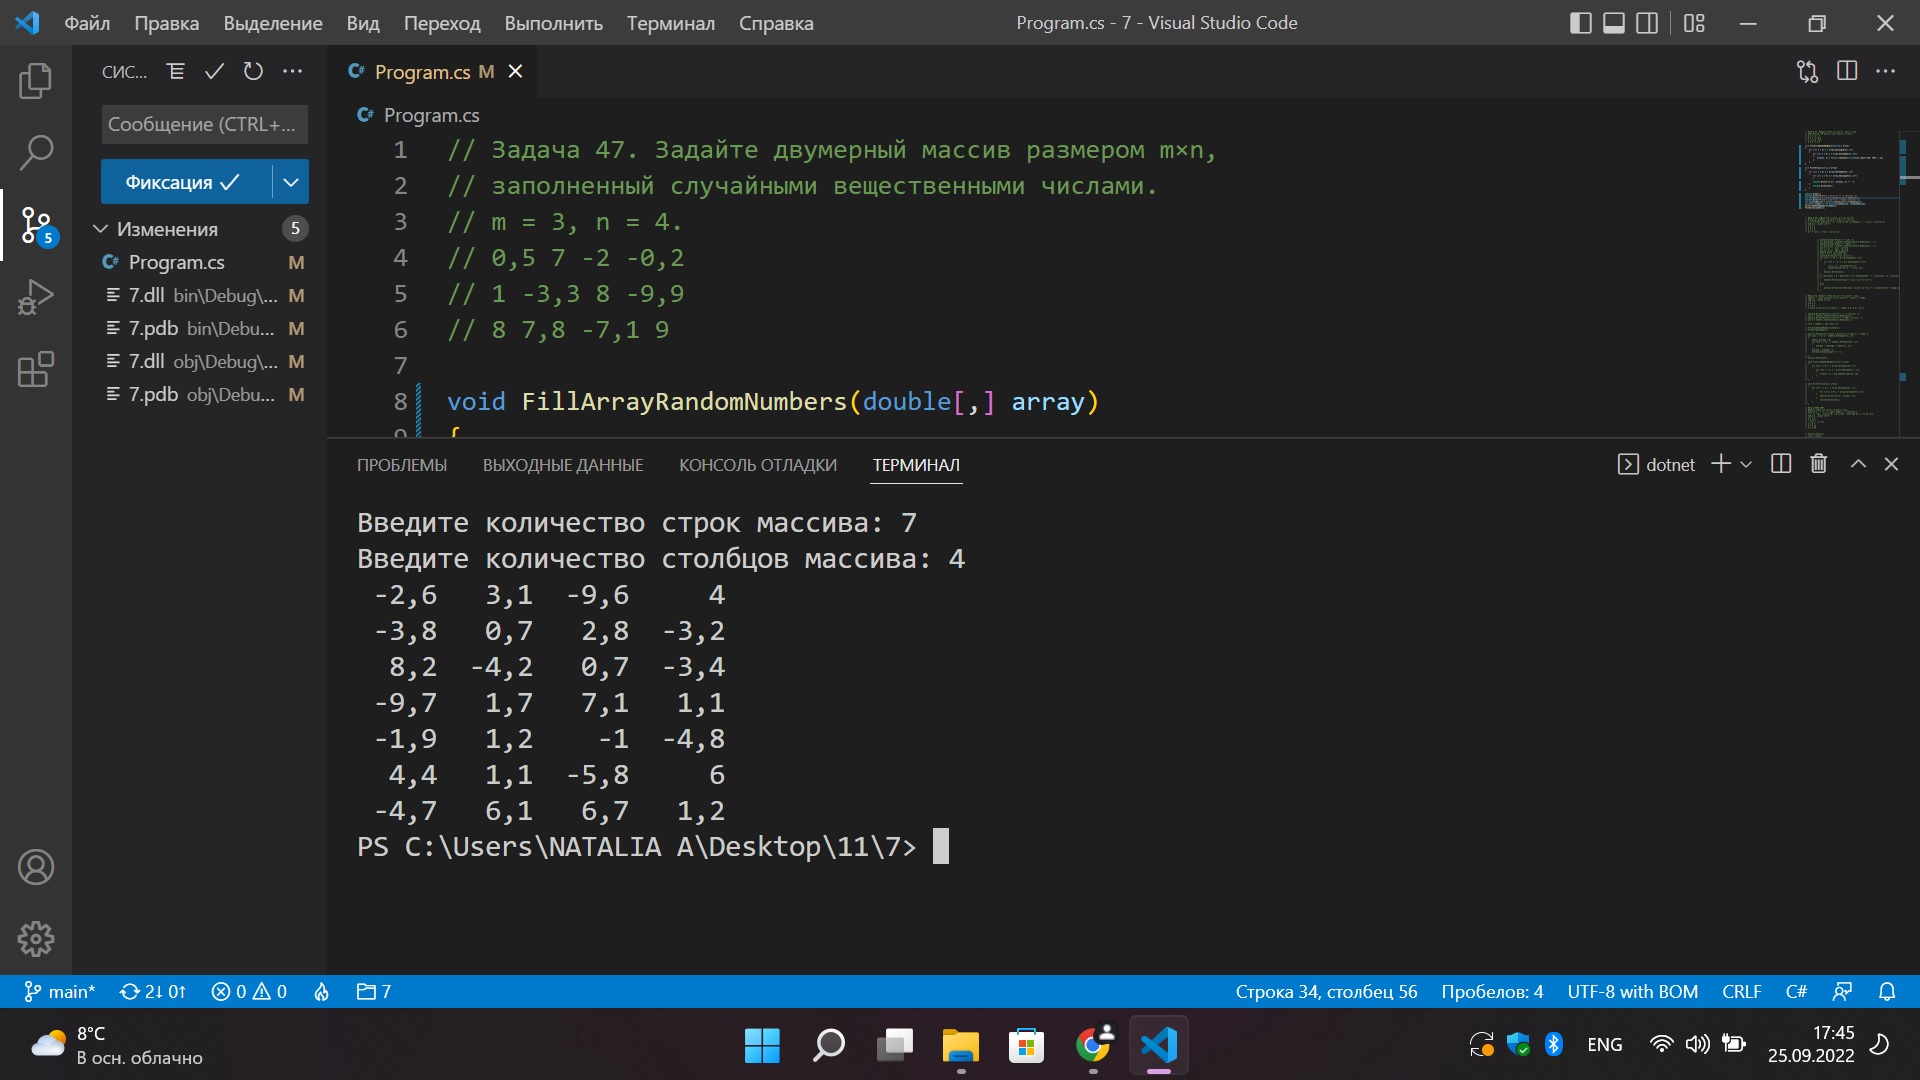 Файл Правка Выделение Вид Переход Выполнить Терминал Справка
Program.cs - 7 - Visual Studio Code
СИС...
Сообщение (CTRL+...
Фиксация
Изменения 5
Program.cs M
7.dll bin\Debug\... M
7.pdb bin\Debu... M
7.dll obj\Debug\... M
7.pdb obj\Debu... M
5
Program.cs M
Program.cs
1 // Задача 47. Задайте двумерный массив размером m×n,
2 // заполненный случайными вещественными числами.
3 // m = 3, n = 4.
4 // 0,5 7 -2 -0,2
5 // 1 -3,3 8 -9,9
6 // 8 7,8 -7,1 9
7
8 void FillArrayRandomNumbers(double[,] array)
9 {
ПРОБЛЕМЫ ВЫХОДНЫЕ ДАННЫЕ КОНСОЛЬ ОТЛАДКИ ТЕРМИНАЛ
dotnet
Введите количество строк массива: 7
Введите количество столбцов массива: 4
-2,6 3,1 -9,6 4
-3,8 0,7 2,8 -3,2
8,2 -4,2 0,7 -3,4
-9,7 1,7 7,1 1,1
-1,9 1,2 -1 -4,8
4,4 1,1 -5,8 6
-4,7 6,1 6,7 1,2
PS C:\Users\NATALIA A\Desktop\11\7>
main* 2↓ 0↑ 0 0 7
Строка 34, столбец 56 Пробелов: 4 UTF-8 with BOM CRLF C#
8°C
В осн. облачно
ENG
17:45
25.09.2022